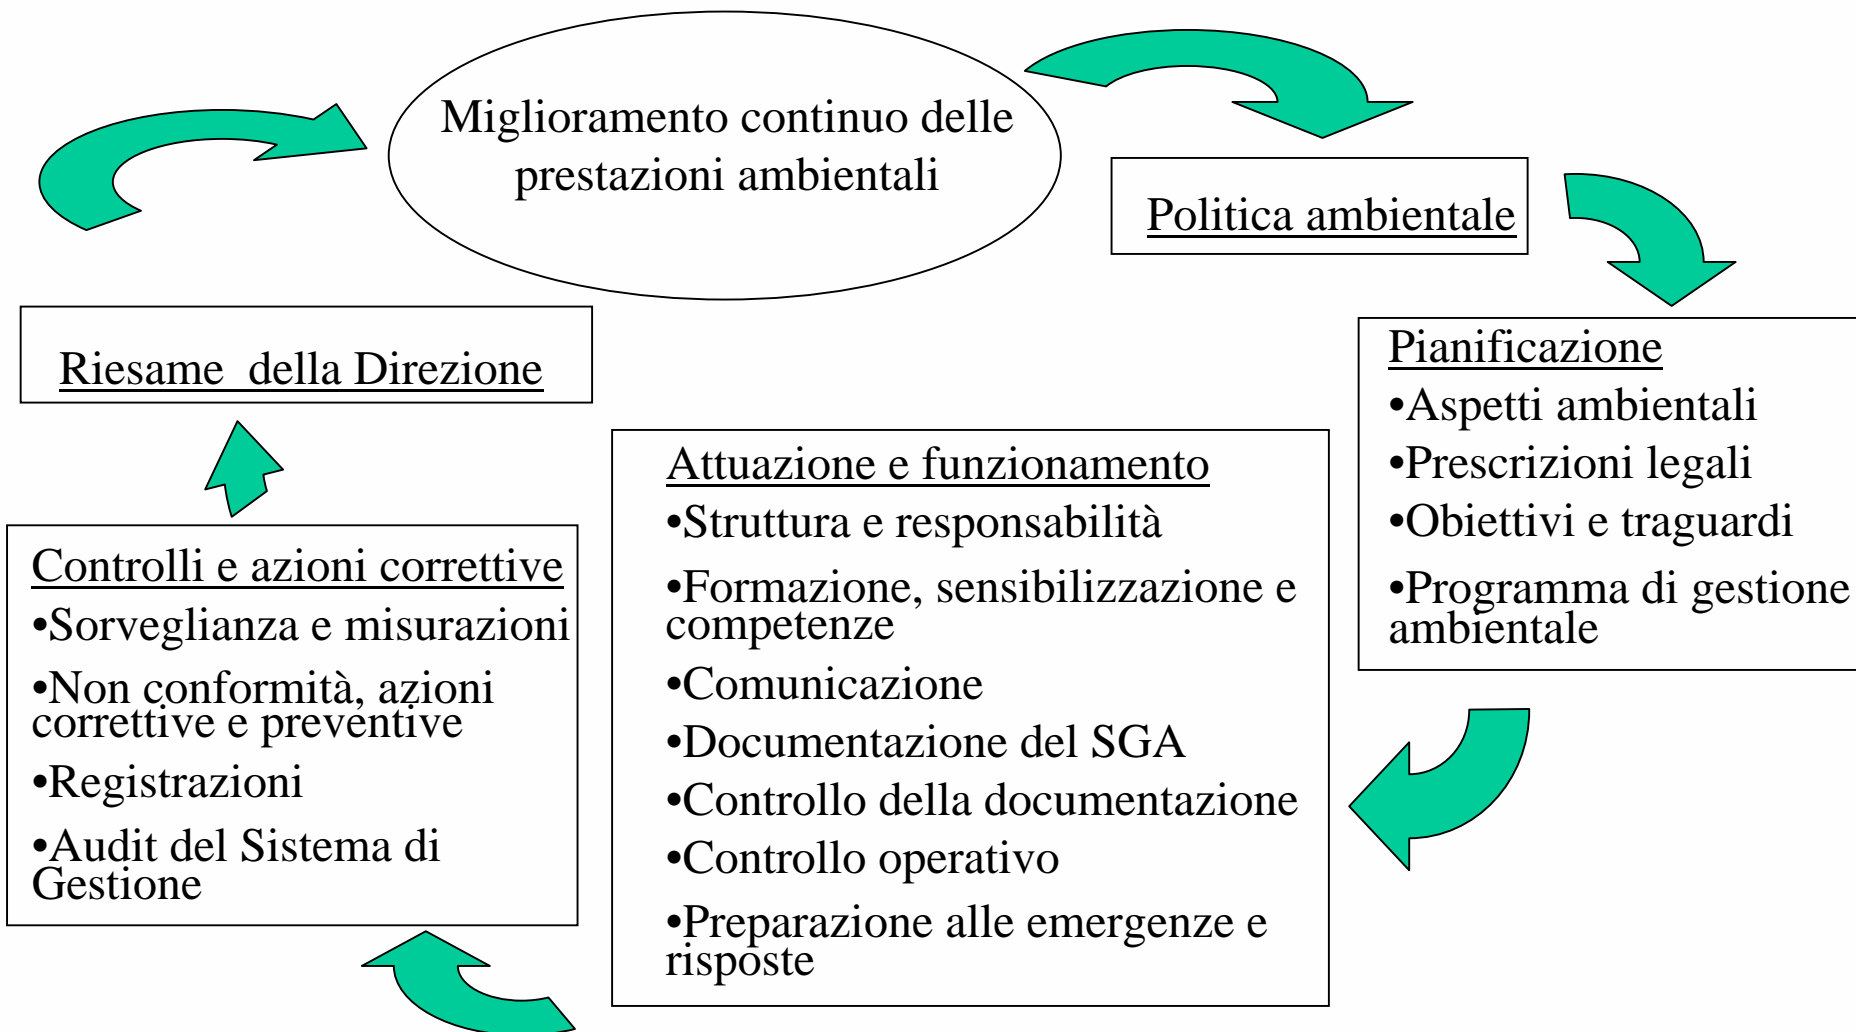 Miglioramento continuo delle
prestazioni ambientali
Politica ambientale
Pianificazione
•Aspetti ambientali
•Prescrizioni legali
•Obiettivi e traguardi
•Programma di gestione
ambientale
Attuazione e funzionamento
•Struttura e responsabilità
•Formazione, sensibilizzazione e
competenze
•Comunicazione
•Documentazione del SGA
•Controllo della documentazione
•Controllo operativo
•Preparazione alle emergenze e
risposte
Controlli e azioni correttive
•Sorveglianza e misurazioni
•Non conformità, azioni
correttive e preventive
•Registrazioni
•Audit del Sistema di
Gestione
Riesame  della Direzione